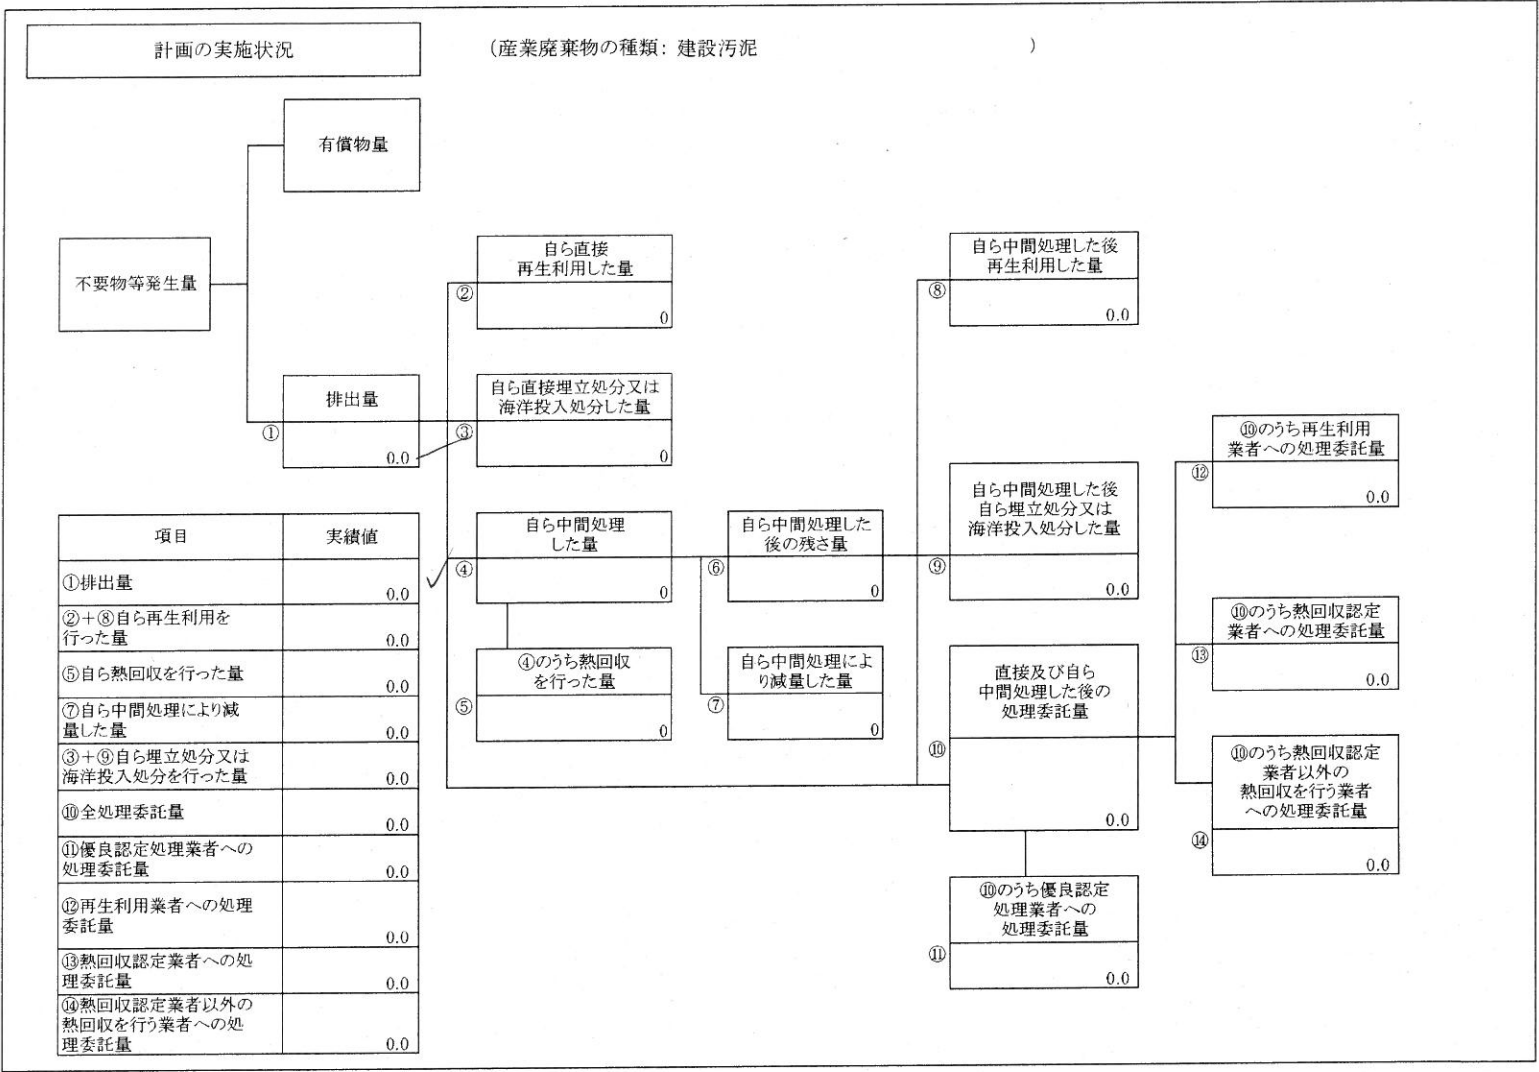 計画の実施状況
(産業廃棄物の種類: 建設汚泥 )
有償物量
不要物等発生量
排出量
①
0.0
自ら直接
再生利用した量
②
0
自ら直接埋立処分又は
海洋投入処分した量
③
0
自ら中間処理
した量
④
0
④のうち熱回収
を行った量
⑤
0
自ら中間処理した
後の残さ量
⑥
0
自ら中間処理によ
り減量した量
⑦
0
自ら中間処理した後
再生利用した量
⑧
0.0
自ら中間処理した後
自ら埋立処分又は
海洋投入処分した量
⑨
0.0
直接及び自ら
中間処理した後の
処理委託量
⑩
0.0
⑩のうち優良認定
処理業者への
処理委託量
⑪
0.0
⑩のうち再生利用
業者への処理委託量
⑫
0.0
⑩のうち熱回収認定
業者への処理委託量
⑬
0.0
⑩のうち熱回収認定
業者以外の
熱回収を行う業者
への処理委託量
⑭
0.0
項目 実績値
①排出量
0.0
②+⑧自ら再生利用を
行った量 0.0
⑤自ら熱回収を行った量
0.0
⑦自ら中間処理により減
量した量 0.0
③+⑨自ら埋立処分又は
海洋投入処分を行った量 0.0
⑩全処理委託量
0.0
⑪優良認定処理業者への
処理委託量 0.0
⑫再生利用業者への処理
委託量 0.0
⑬熱回収認定業者への処
理委託量 0.0
⑭熱回収認定業者以外の
熱回収を行う業者への処
理委託量 0.0